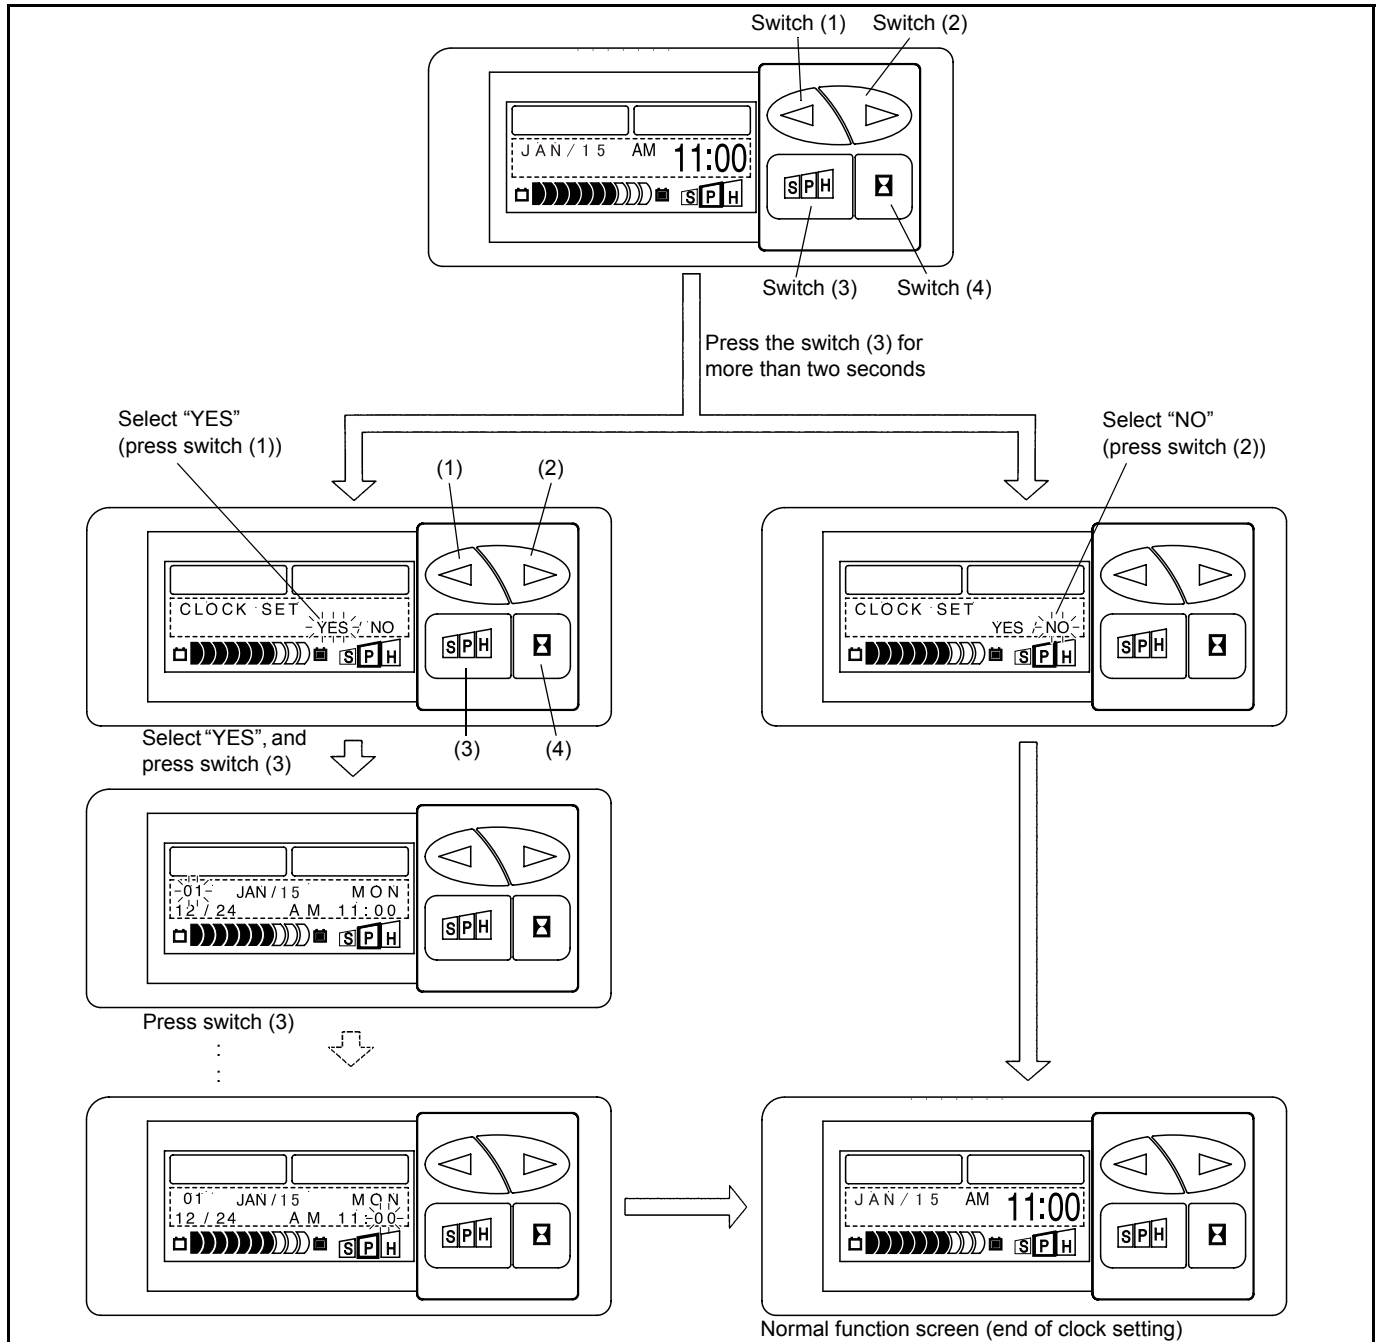 Switch (1) Switch (2)
JAN/15 AM 11:00
S P H
S P H
Switch (3) Switch (4)
Press the switch (3) for
more than two seconds
Select “YES”
(press switch (1))
Select “NO”
(press switch (2))
(1) (2)
CLOCK SET
YES / NO
S P H
S P H
(3) (4)
CLOCK SET
YES / NO
S P H
S P H
Select “YES”, and
press switch (3)
01 JAN/15 MON
12/24 AM 11:00
S P H
S P H
Press switch (3)
01 JAN/15 MON
12/24 AM 11:00
S P H
S P H
JAN/15 AM 11:00
S P H
S P H
Normal function screen (end of clock setting)